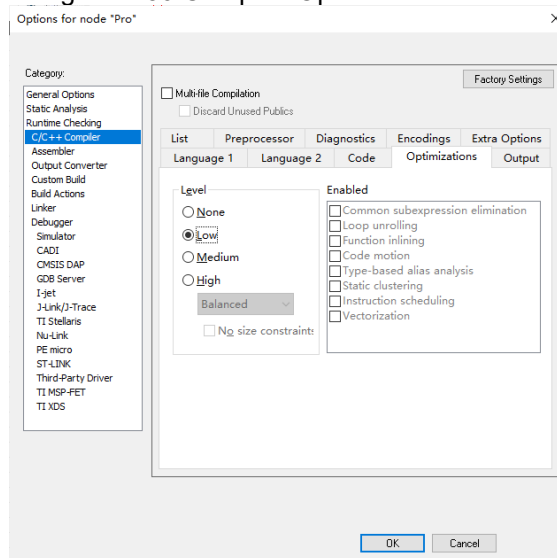 Options for node "Pro"
Category:
Factory Settings
General Options
Static Analysis
Runtime Checking
C/C++ Compiler
Assembler
Output Converter
Custom Build
Build Actions
Linker
Debugger
Simulator
CADI
CMSIS DAP
GDB Server
I-jet
J-Link/J-Trace
TI Stellaris
Nu-Link
PE micro
ST-LINK
Third-Party Driver
TI MSP-FET
TI XDS
Multi-file Compilation
Discard Unused Publics
List Preprocessor Diagnostics Encodings Extra Options
Language 1 Language 2 Code Optimizations Output
Level
None
Low
Medium
High
Balanced
No size constraints
Enabled
Common subexpression elimination
Loop unrolling
Function inlining
Code motion
Type-based alias analysis
Static clustering
Instruction scheduling
Vectorization
OK Cancel